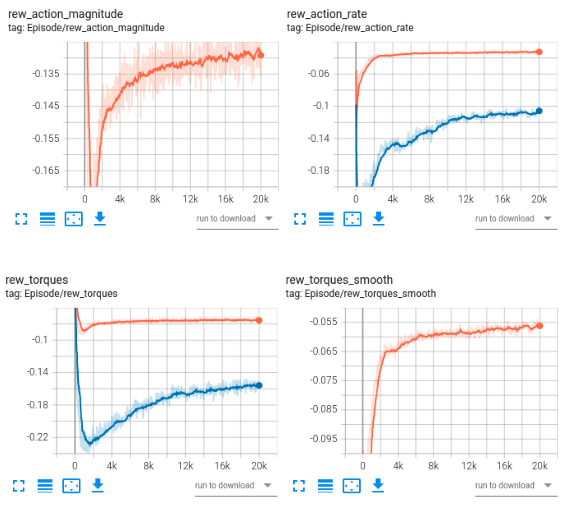 rew_action_magnitude
tag: Episode/rew_action_magnitude
-0.135
-0.145
-0.155
-0.165
0 4k 8k 12k 16k 20k
run to download
rew_action_rate
tag: Episode/rew_action_rate
-0.06
-0.1
-0.14
-0.18
0 4k 8k 12k 16k 20k
run to download
rew_torques
tag: Episode/rew_torques
-0.1
-0.14
-0.18
-0.22
0 4k 8k 12k 16k 20k
run to download
rew_torques_smooth
tag: Episode/rew_torques_smooth
-0.055
-0.065
-0.075
-0.085
-0.095
0 4k 8k 12k 16k 20k
run to download